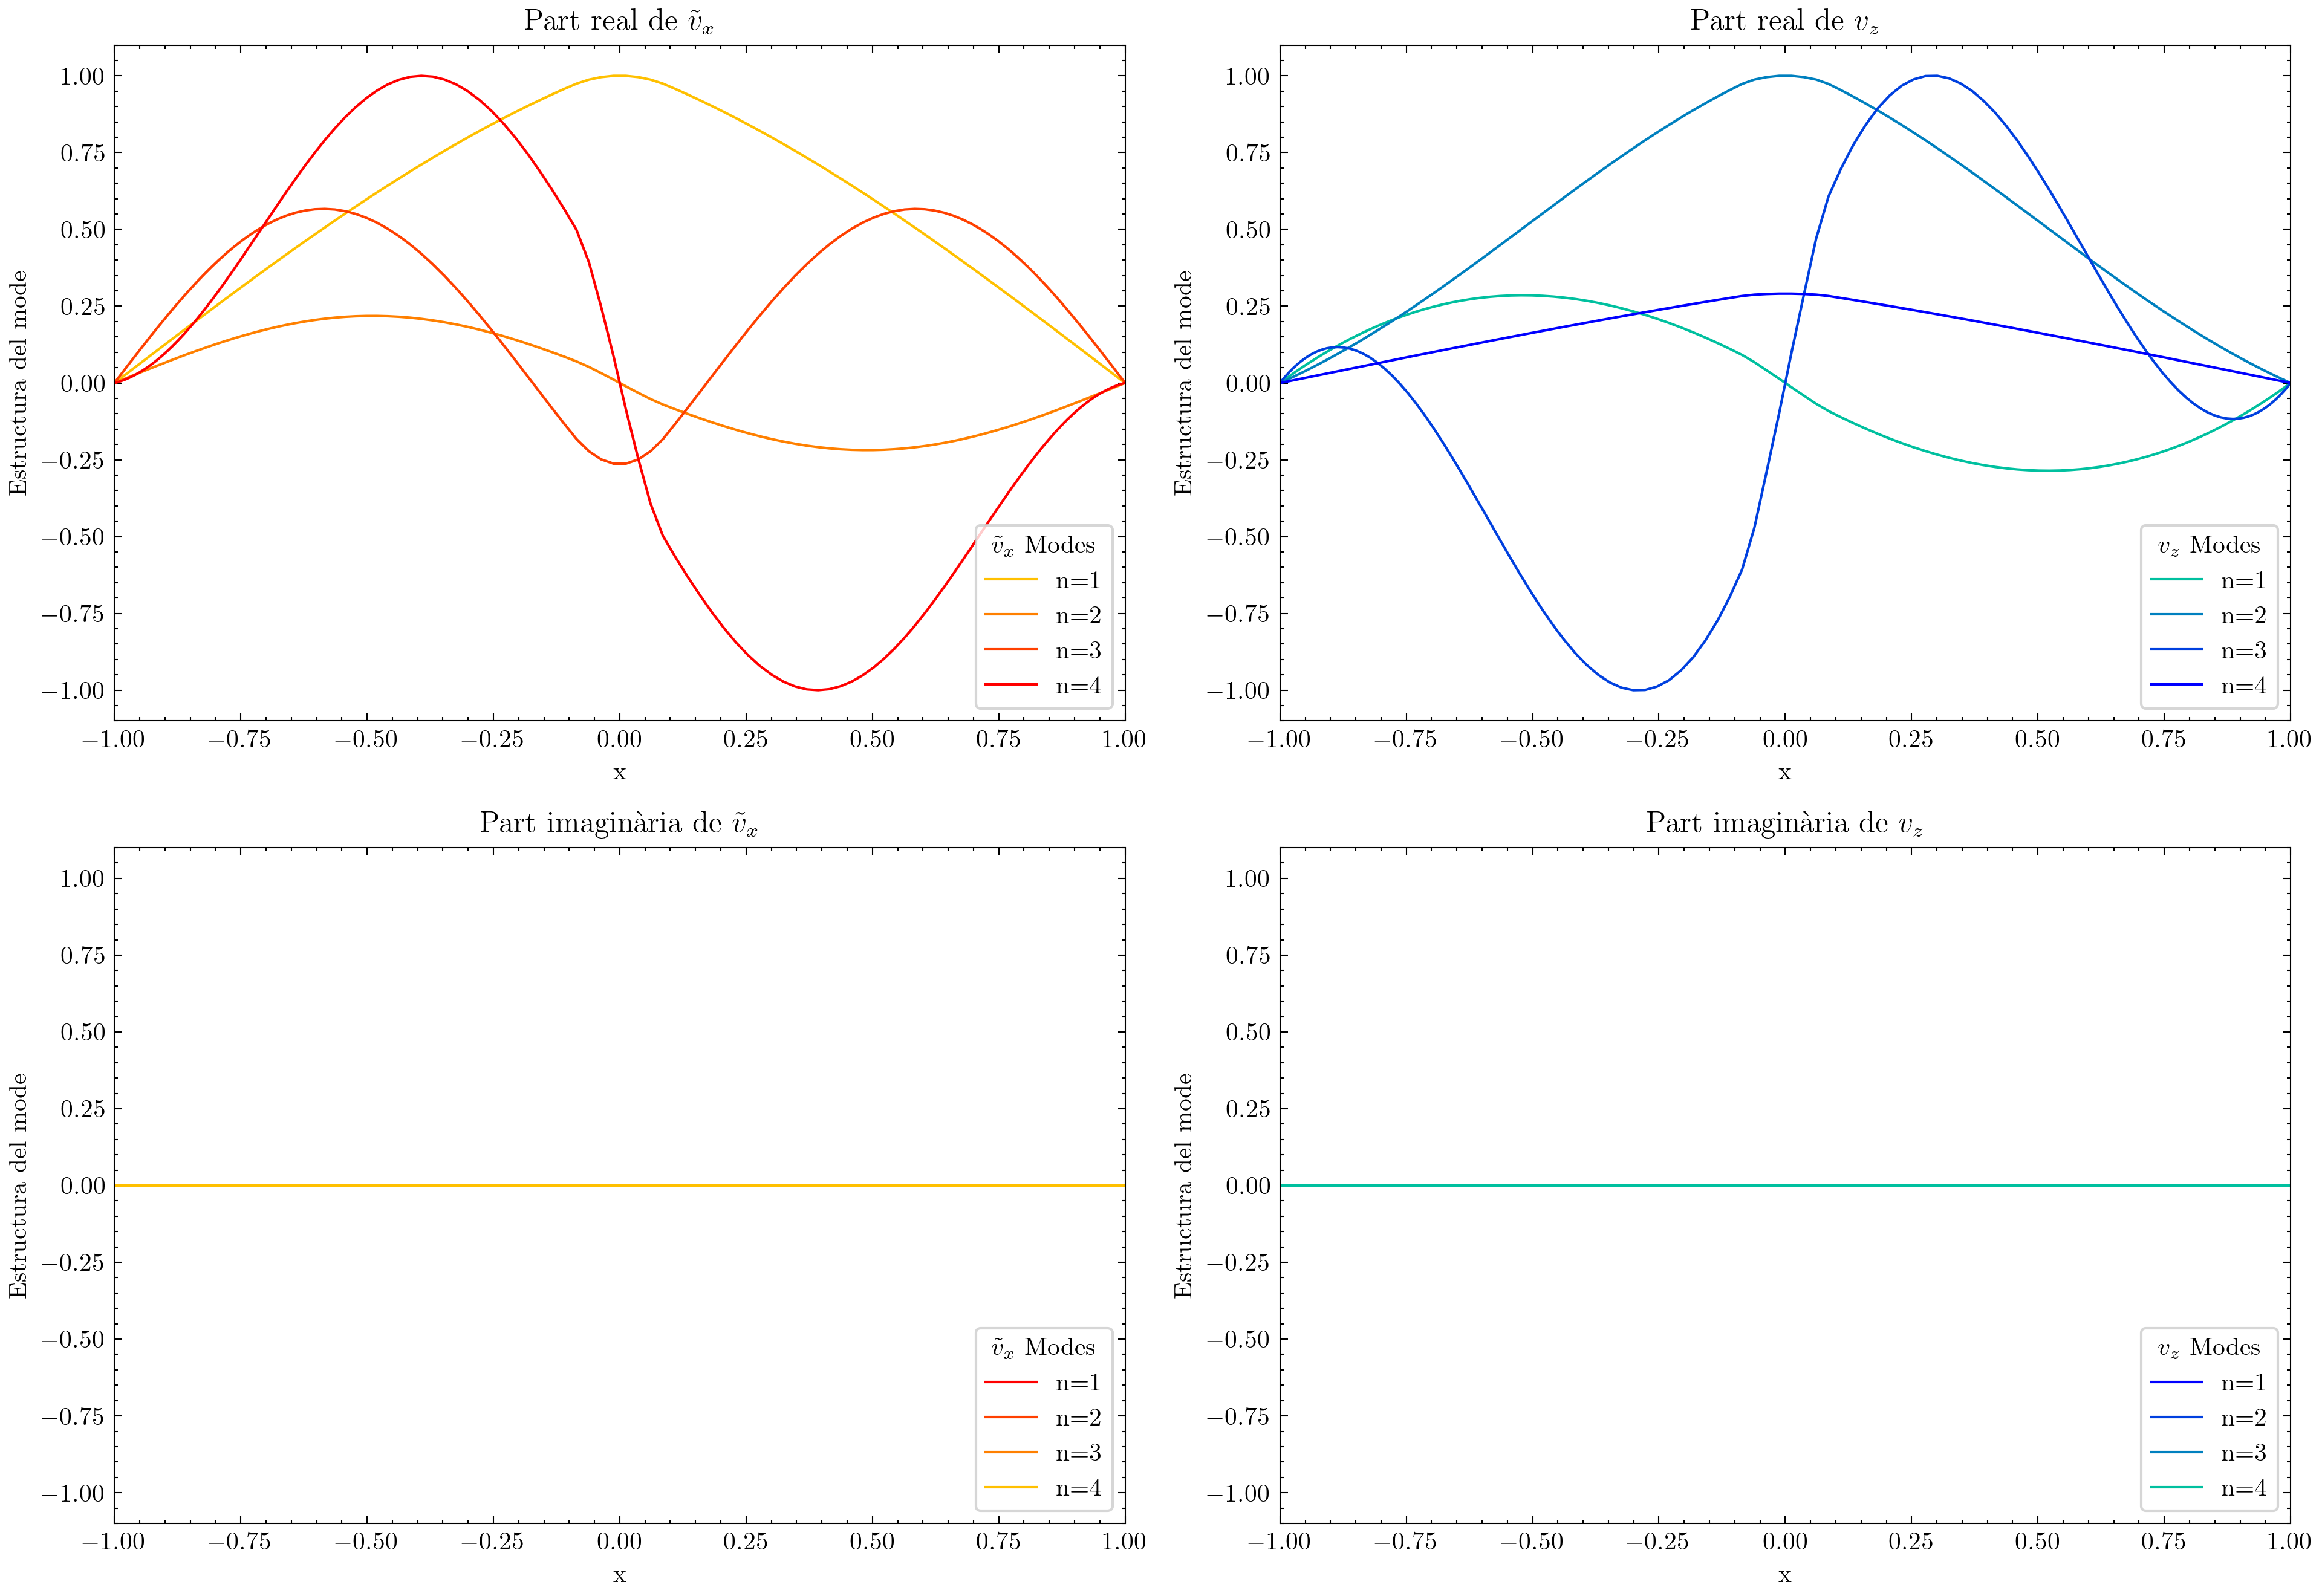 Part real de ṽₓ
1.00
0.75
0.50
0.25
0.00
−0.25
−0.50
−0.75
−1.00
Estructura del mode
−1.00 −0.75 −0.50 −0.25 0.00 0.25 0.50 0.75 1.00
x
ṽₓ Modes
n=1
n=2
n=3
n=4
Part real de v_z
1.00
0.75
0.50
0.25
0.00
−0.25
−0.50
−0.75
−1.00
Estructura del mode
−1.00 −0.75 −0.50 −0.25 0.00 0.25 0.50 0.75 1.00
x
v_z Modes
n=1
n=2
n=3
n=4
Part imaginària de ṽₓ
1.00
0.75
0.50
0.25
0.00
−0.25
−0.50
−0.75
−1.00
Estructura del mode
−1.00 −0.75 −0.50 −0.25 0.00 0.25 0.50 0.75 1.00
x
ṽₓ Modes
n=1
n=2
n=3
n=4
Part imaginària de v_z
1.00
0.75
0.50
0.25
0.00
−0.25
−0.50
−0.75
−1.00
Estructura del mode
−1.00 −0.75 −0.50 −0.25 0.00 0.25 0.50 0.75 1.00
x
v_z Modes
n=1
n=2
n=3
n=4